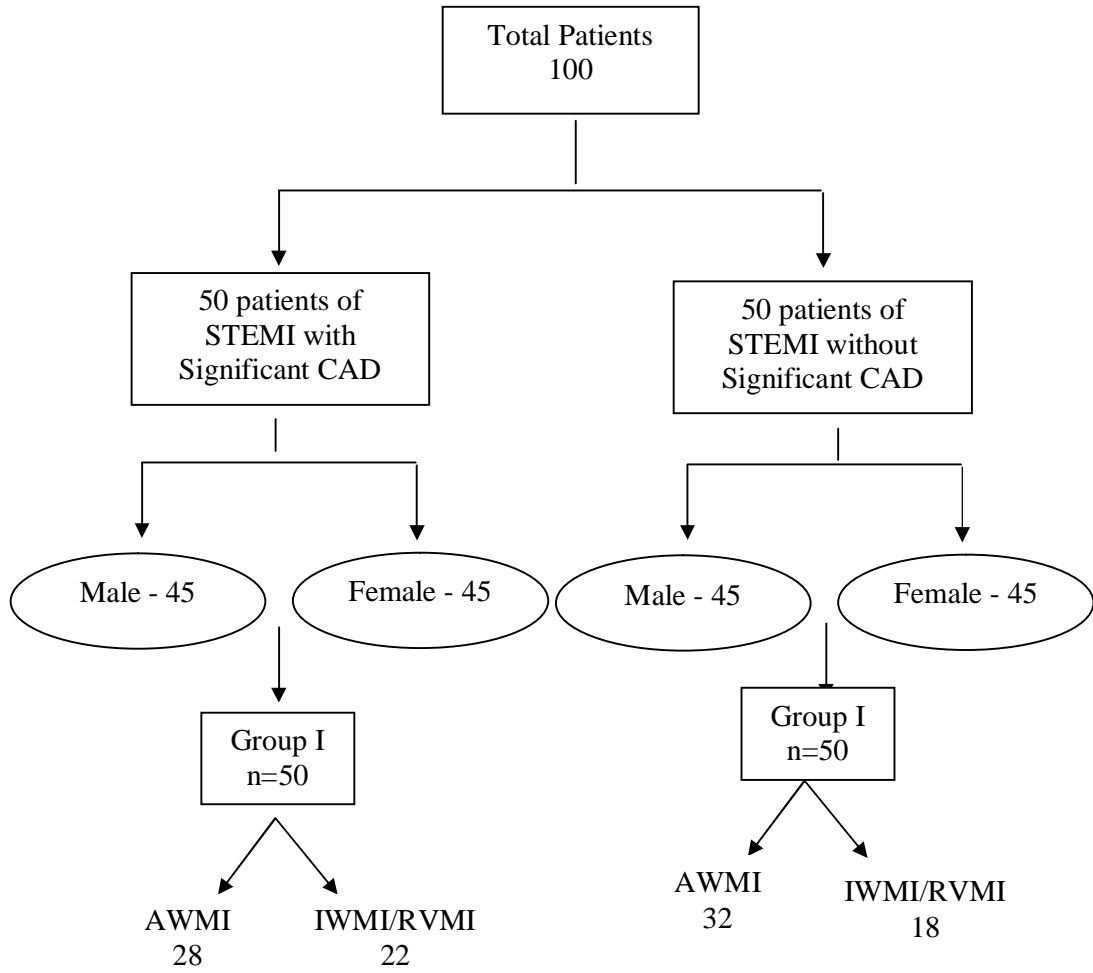 Total Patients
100
50 patients of
STEMI with
Significant CAD
50 patients of
STEMI without
Significant CAD
Male - 45
Female - 45
Male - 45
Female - 45
Group I
n=50
Group I
n=50
AWMI
28
IWMI/RVMI
22
AWMI
32
IWMI/RVMI
18